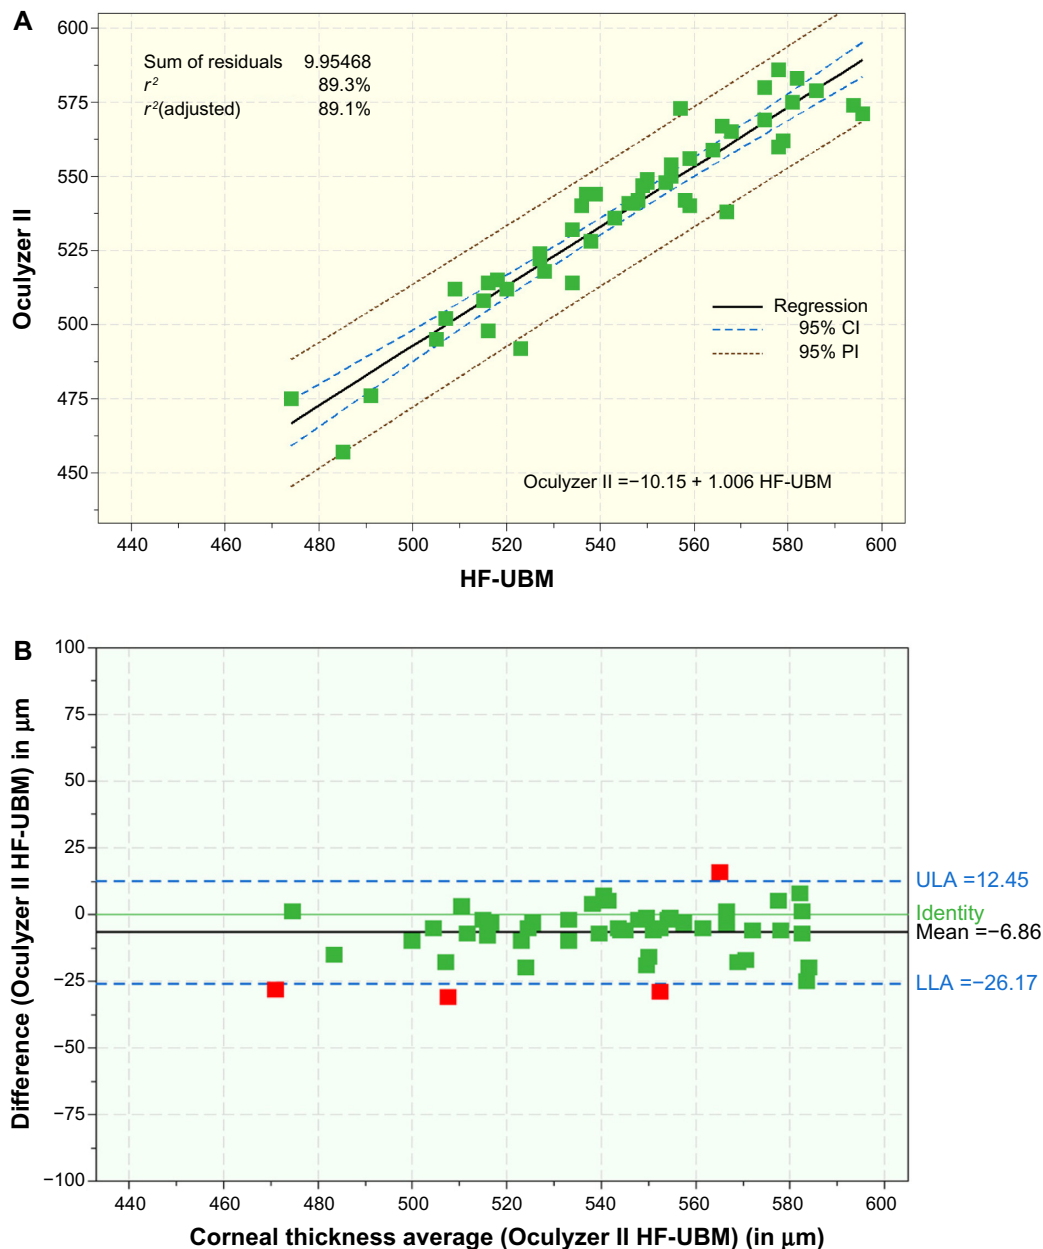 A
Sum of residuals 9.95468
r² 89.3%
r²(adjusted) 89.1%
600
575
550
525
500
475
450
Oculyzer II
Regression
95% CI
95% PI
Oculyzer II =−10.15 + 1.006 HF-UBM
440 460 480 500 520 540 560 580 600
HF-UBM
B
100
75
50
25
0
−25
−50
−75
−100
Difference (Oculyzer II HF-UBM) in μm
ULA =12.45
Identity
Mean =−6.86
LLA =−26.17
440 460 480 500 520 540 560 580 600
Corneal thickness average (Oculyzer II HF-UBM) (in μm)